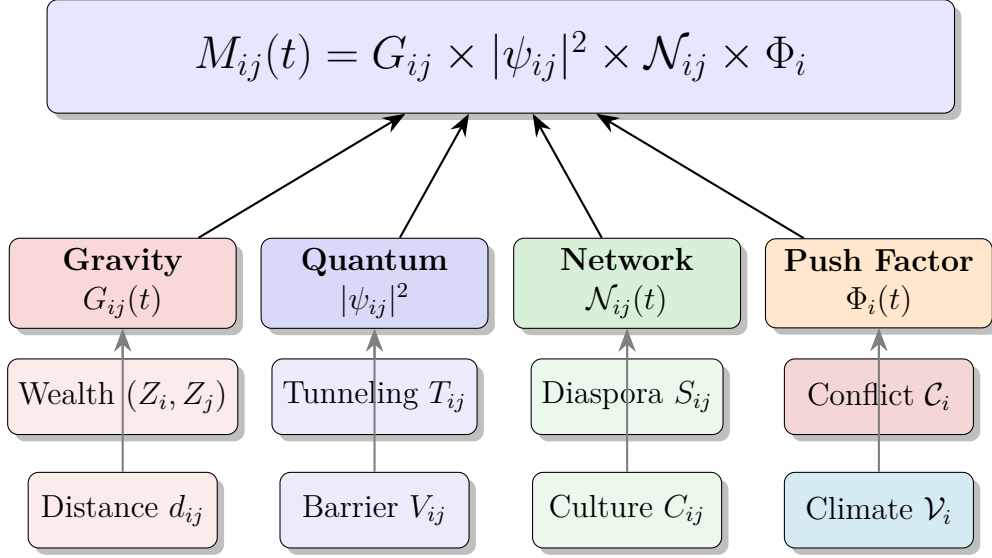 M_{ij}(t) = G_{ij} × |ψ_{ij}|^2 × 𝒩_{ij} × Φ_i
Gravity
G_{ij}(t)
Quantum
|ψ_{ij}|^2
Network
𝒩_{ij}(t)
Push Factor
Φ_i(t)
Wealth (Z_i, Z_j)
Tunneling T_{ij}
Diaspora S_{ij}
Conflict 𝒞_i
Distance d_{ij}
Barrier V_{ij}
Culture C_{ij}
Climate 𝒱_i